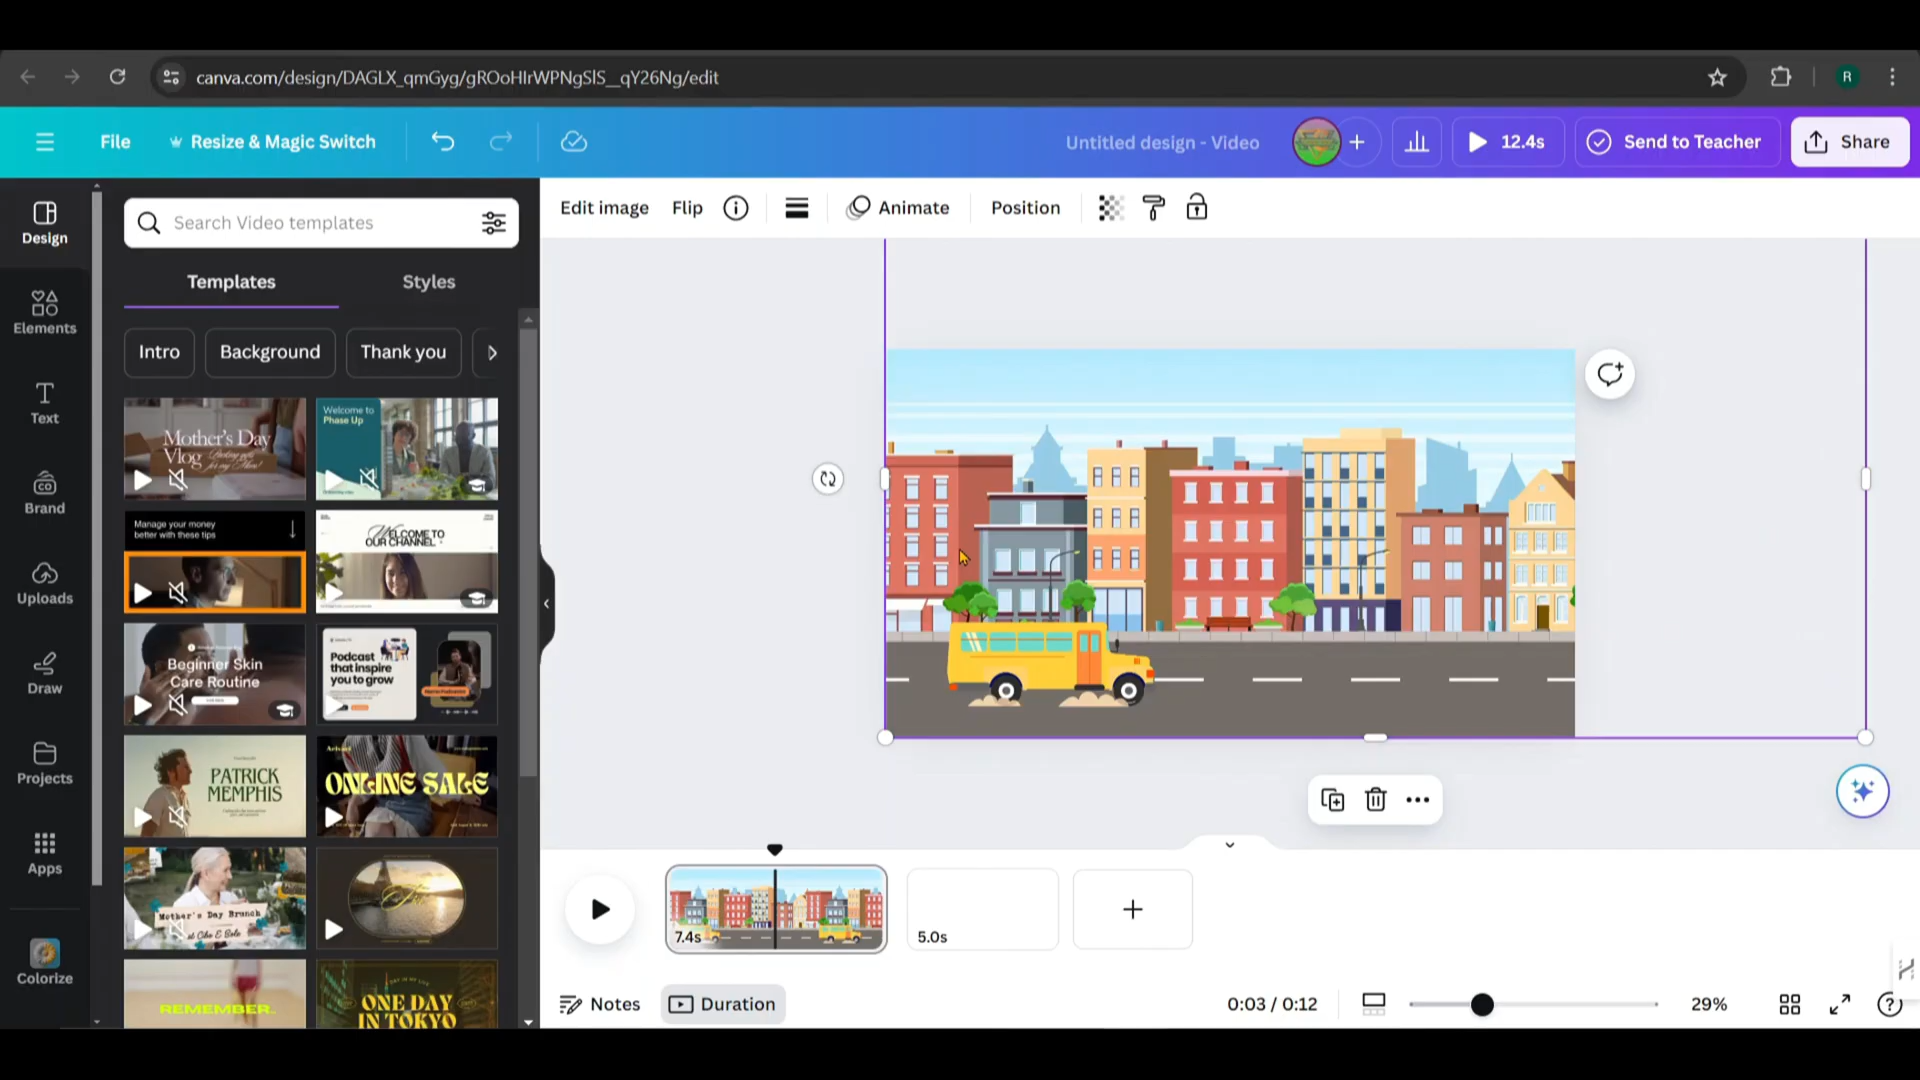 canva.com/design/DAGLX_qmGyg/gROoHIrWPNgSlS__qY26Ng/edit
R
File
Resize & Magic Switch
Untitled design - Video
12.4s
Send to Teacher
Share
Design
Elements
Text
Brand
Uploads
Draw
Projects
Apps
Colorize
Search Video templates
Templates
Styles
Intro
Background
Thank you
Mother's Day
Vlog
Welcome to
Phase Up
Manage your money
better with these tips
WELCOME TO
OUR CHANNEL
Beginner Skin
Care Routine
Podcast
that inspire
you to grow
PATRICK
MEMPHIS
ONLINE SALE
Mother's Day Brunch
REMEMBER.
ONE DAY
IN TOKYO
Edit image
Flip
Animate
Position
7.4s
5.0s
Notes
Duration
0:03 / 0:12
29%